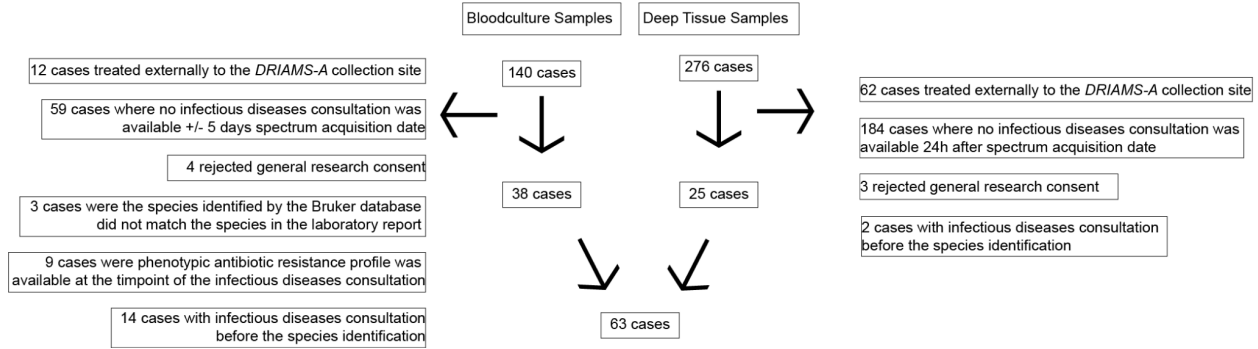 Bloodculture Samples
Deep Tissue Samples
140 cases
276 cases
12 cases treated externally to the DRIAMS-A collection site
59 cases where no infectious diseases consultation was
available +/- 5 days spectrum acquisition date
4 rejected general research consent
3 cases were the species identified by the Bruker database
did not match the species in the laboratory report
9 cases were phenotypic antibiotic resistance profile was
available at the timpoint of the infectious diseases consultation
14 cases with infectious diseases consultation
before the species identification
62 cases treated externally to the DRIAMS-A collection site
184 cases where no infectious diseases consultation was
available 24h after spectrum acquisition date
3 rejected general research consent
2 cases with infectious diseases consultation
before the species identification
38 cases
25 cases
63 cases